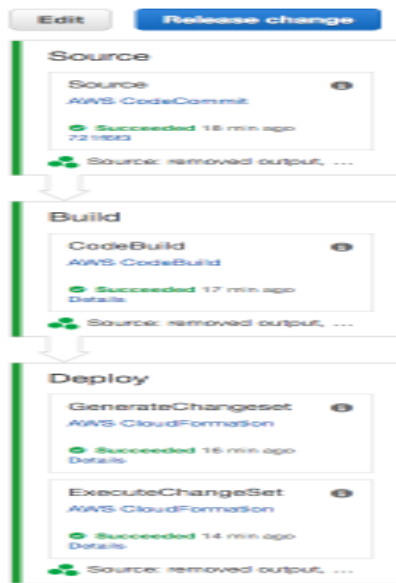 Edit Release change
Source
Source
AWS CodeCommit
Succeeded 18 min ago
Source: removed output, ...
Build
CodeBuild
AWS CodeBuild
Succeeded 17 min ago
Details
Source: removed output, ...
Deploy
GenerateChangeset
AWS CloudFormation
Succeeded 16 min ago
Details
ExecuteChangeSet
AWS CloudFormation
Succeeded 14 min ago
Details
Source: removed output, ...